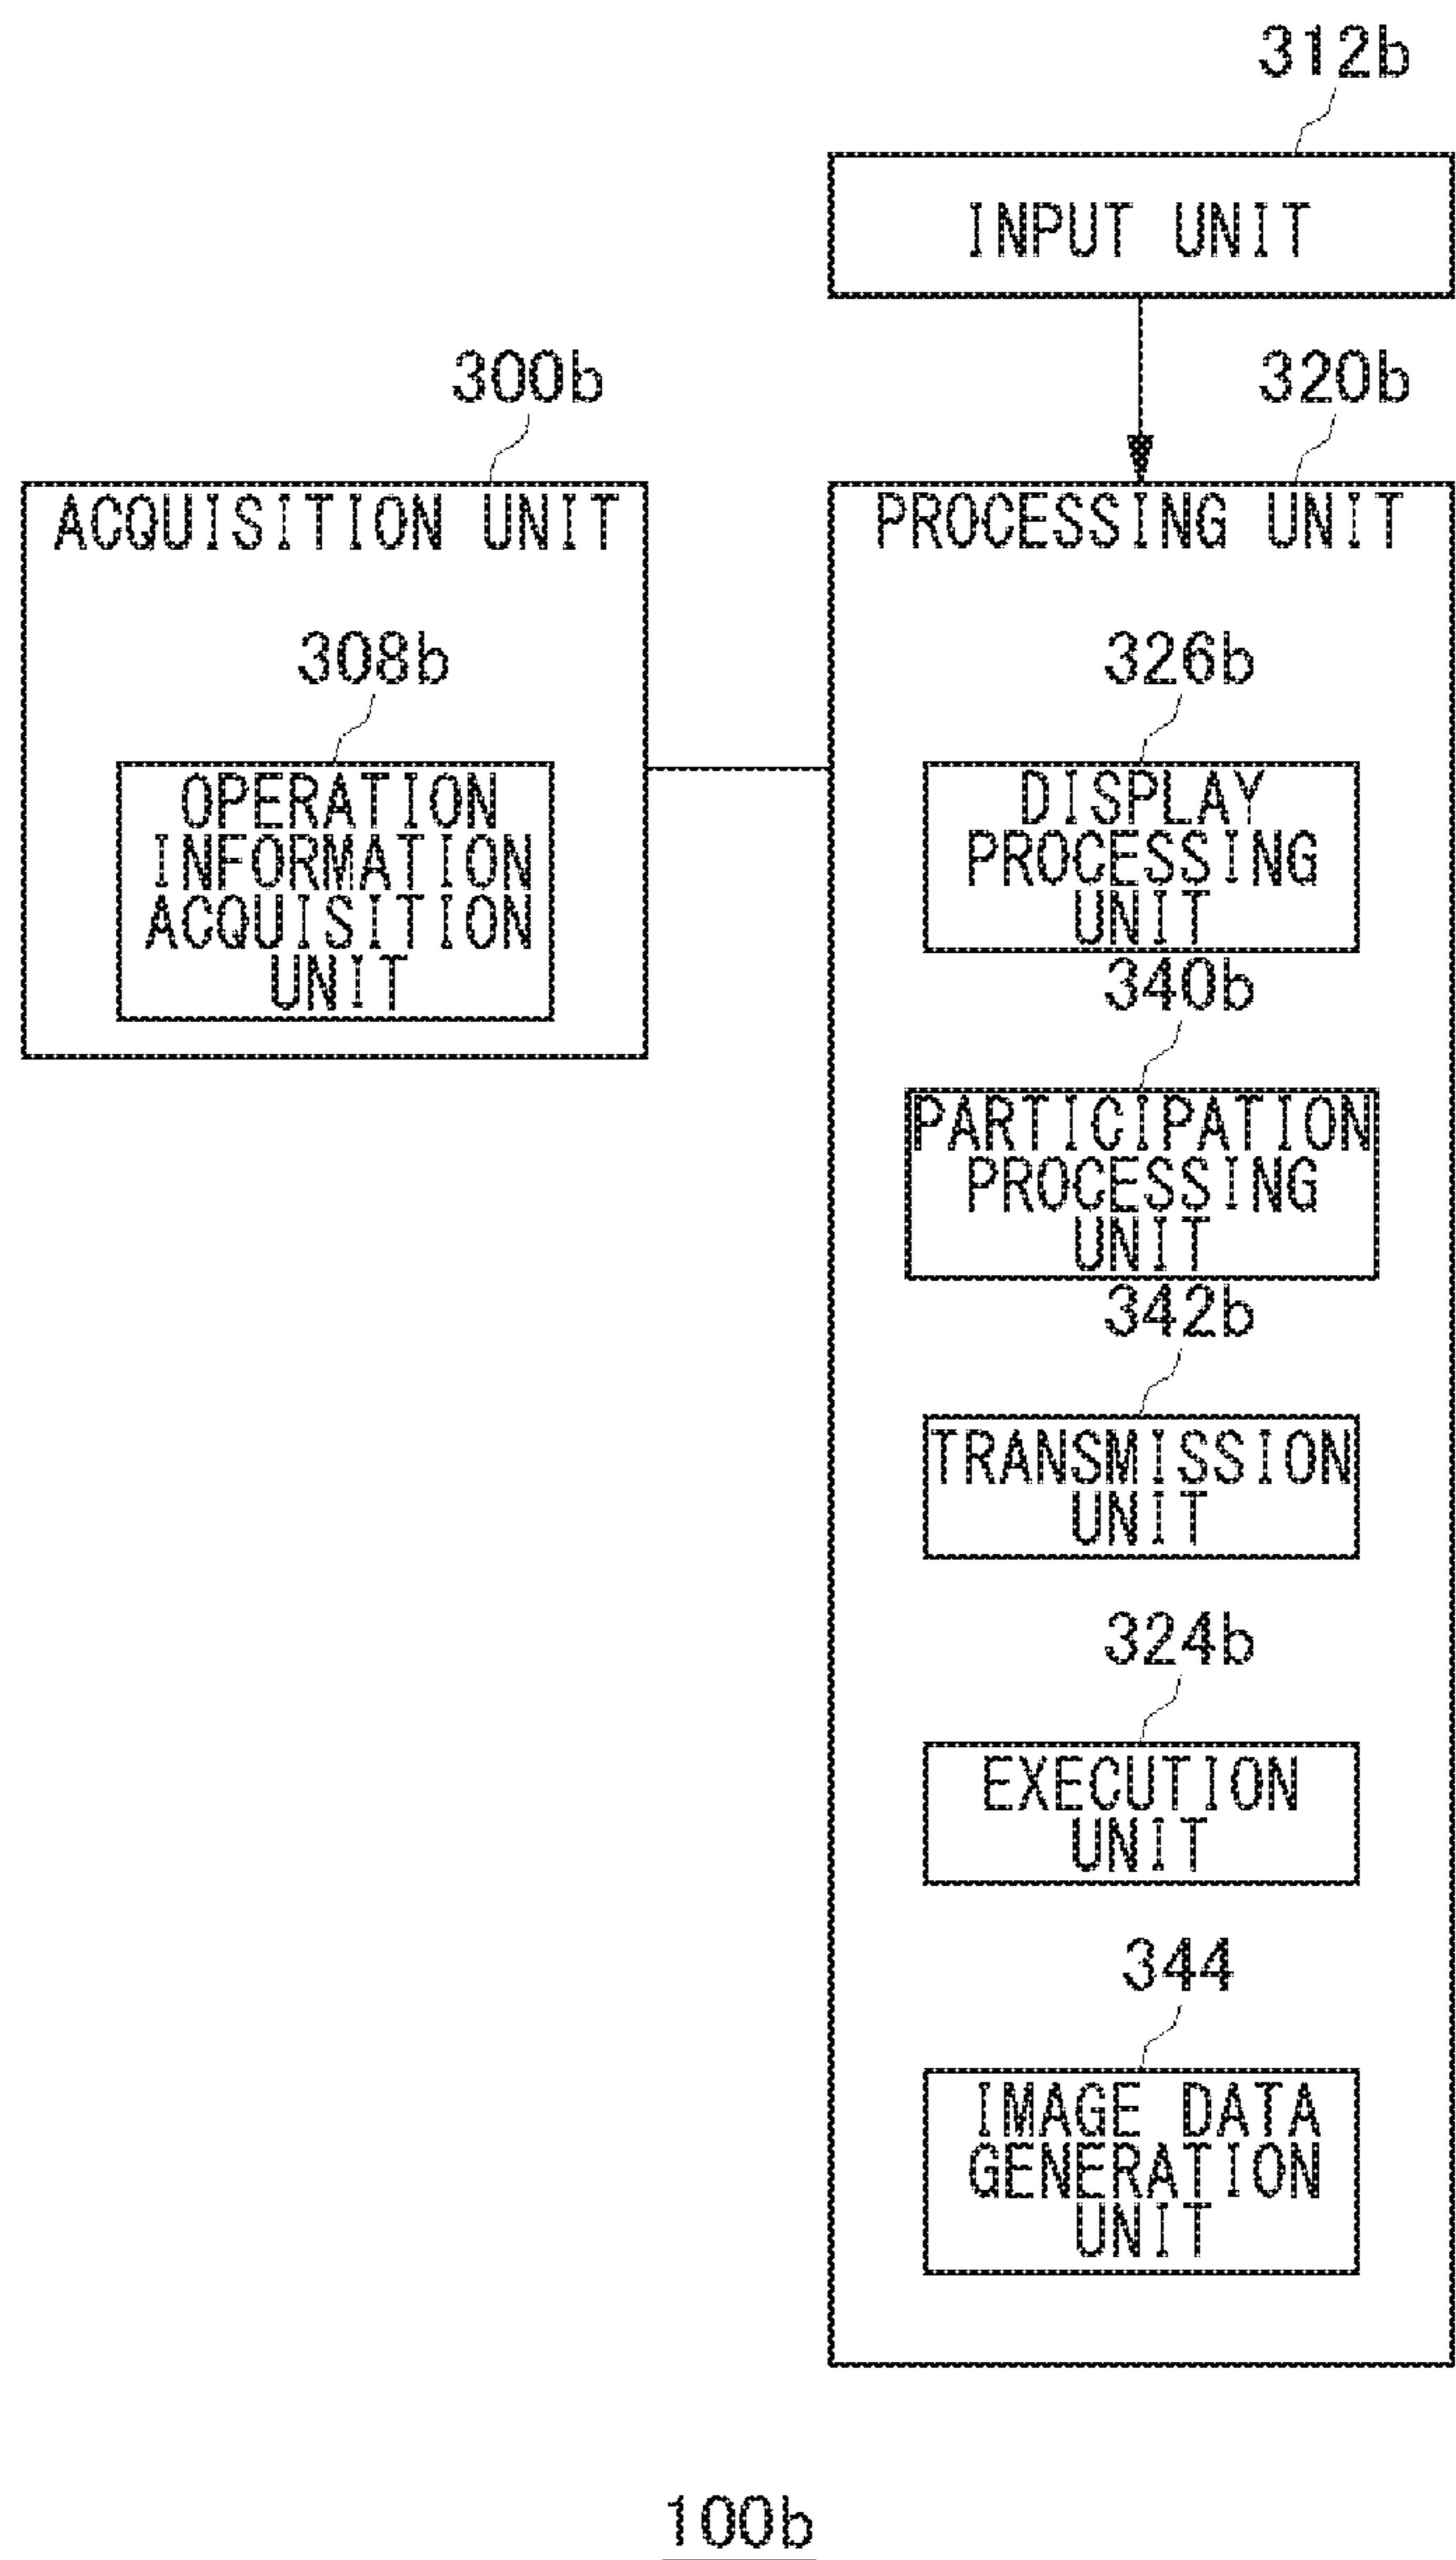 312b
INPUT UNIT
300b
320b
ACQUISITION UNIT
PROCESSING UNIT
308b
OPERATION
INFORMATION
ACQUISITION
UNIT
326b
DISPLAY
PROCESSING
UNIT
340b
PARTICIPATION
PROCESSING
UNIT
342b
TRANSMISSION
UNIT
324b
EXECUTION
UNIT
344
IMAGE DATA
GENERATION
UNIT
100b